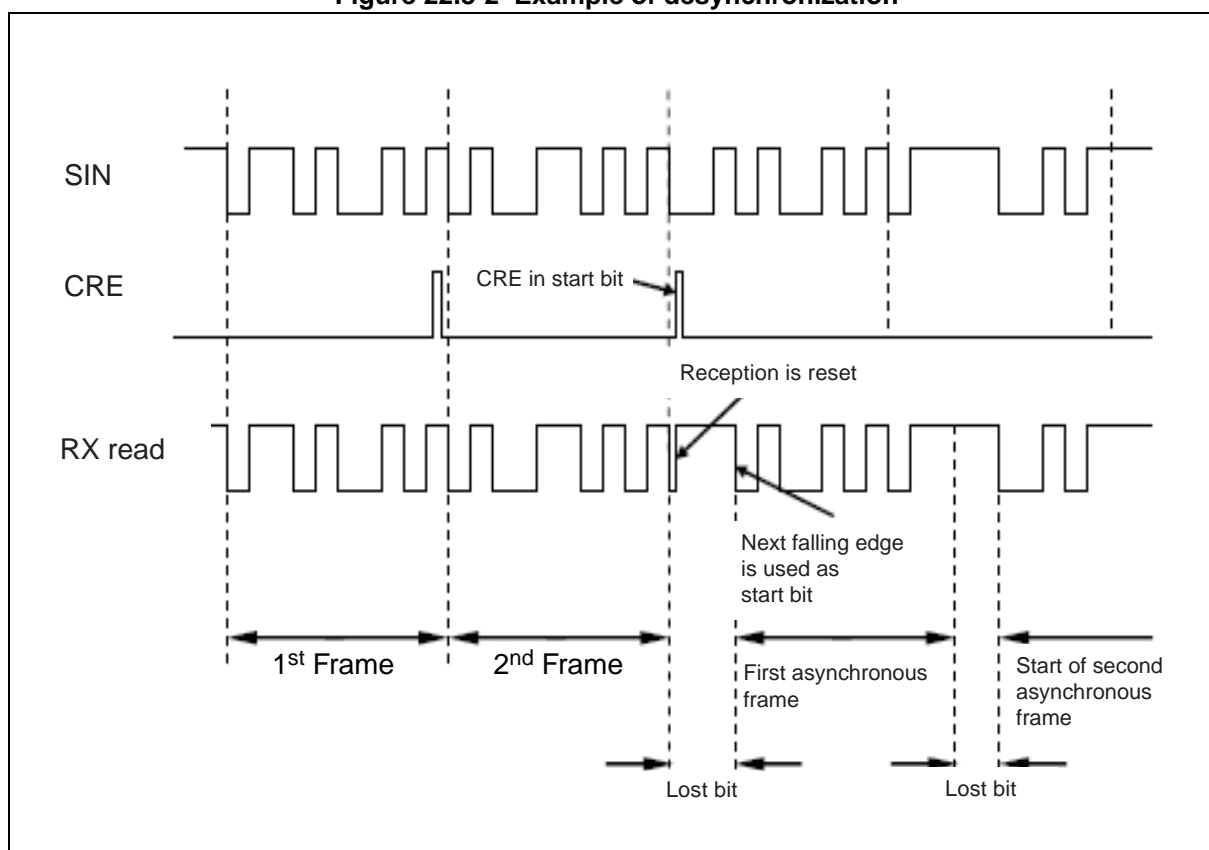 Figure 22.8-2 Example of desynchronization
SIN
CRE
CRE in start bit
Reception is reset
RX read
Next falling edge
is used as
start bit
1st Frame
2nd Frame
First asynchronous
frame
Start of second
asynchronous
frame
Lost bit
Lost bit